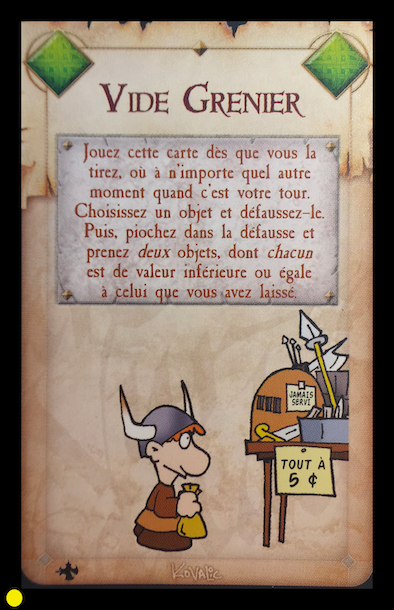 Vide Grenier
Jouez cette carte dès que vous la
tirez, où à n'importe quel autre
moment quand c'est votre tour.
Choisissez un objet et défaussez-le.
Puis, piochez dans la défausse et
prenez deux objets, dont chacun
est de valeur inférieure ou égale
à celui que vous avez laissé.
JAMAIS
SERVI
TOUT À
5 ¢
KOVALIC